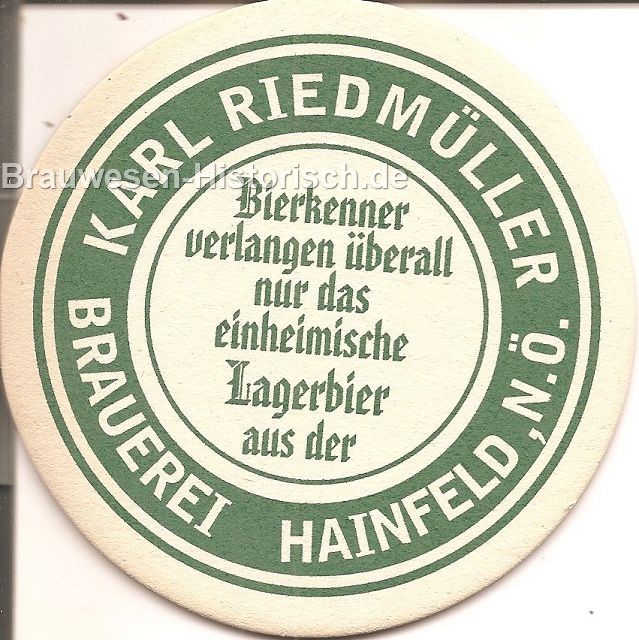 KARL RIEDMÜLLER
Bierkenner
verlangen überall
nur das
einheimische
Lagerbier
aus der
BRAUEREI HAINFELD, N.Ö.
Brauwesen-Historisch.de